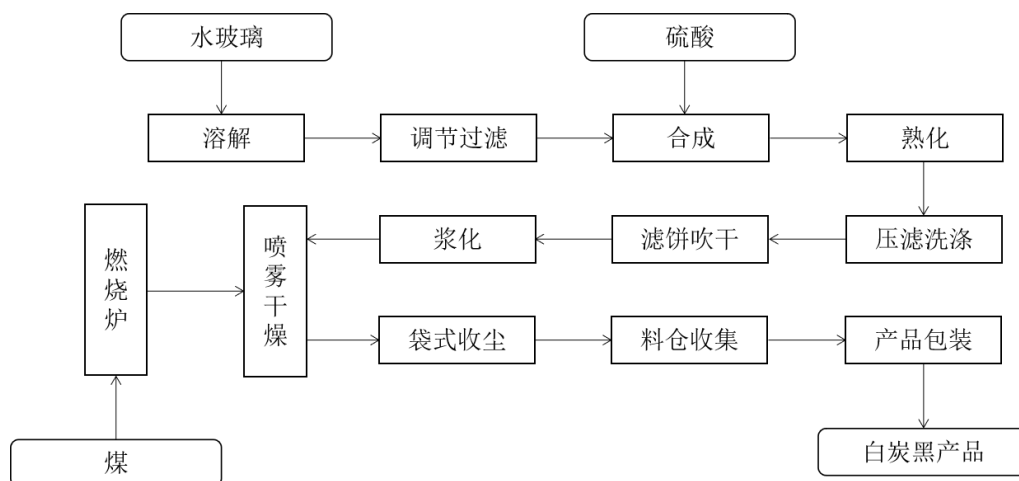 水玻璃
硫酸
溶解
调节过滤
合成
熟化
燃烧炉
喷雾干燥
浆化
滤饼吹干
压滤洗涤
袋式收尘
料仓收集
产品包装
煤
白炭黑产品